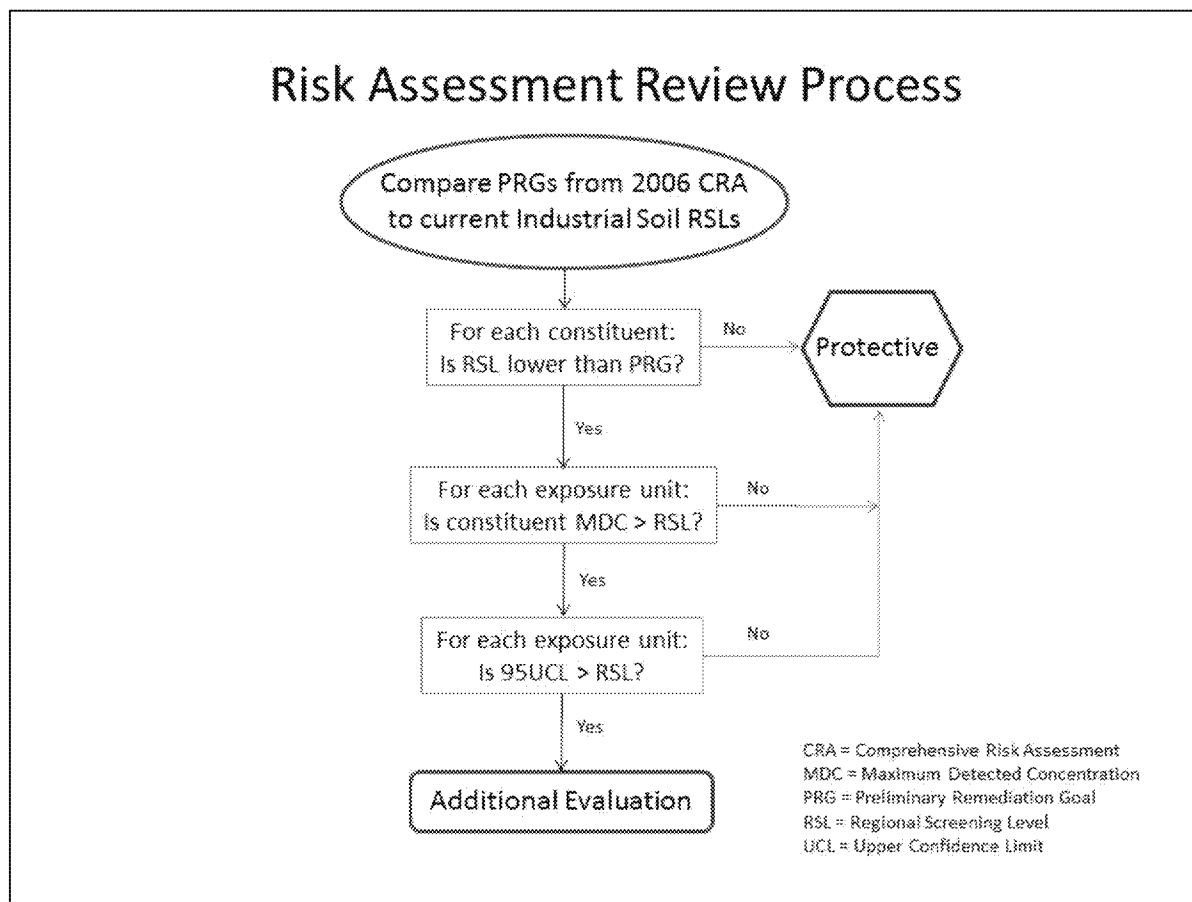 Risk Assessment Review Process
Compare PRGs from 2006 CRA
to current Industrial Soil RSLs
For each constituent:
Is RSL lower than PRG?
No
Protective
Yes
For each exposure unit:
Is constituent MDC > RSL?
No
Yes
For each exposure unit:
Is 95UCL > RSL?
No
Yes
Additional Evaluation
CRA = Comprehensive Risk Assessment
MDC = Maximum Detected Concentration
PRG = Preliminary Remediation Goal
RSL = Regional Screening Level
UCL = Upper Confidence Limit